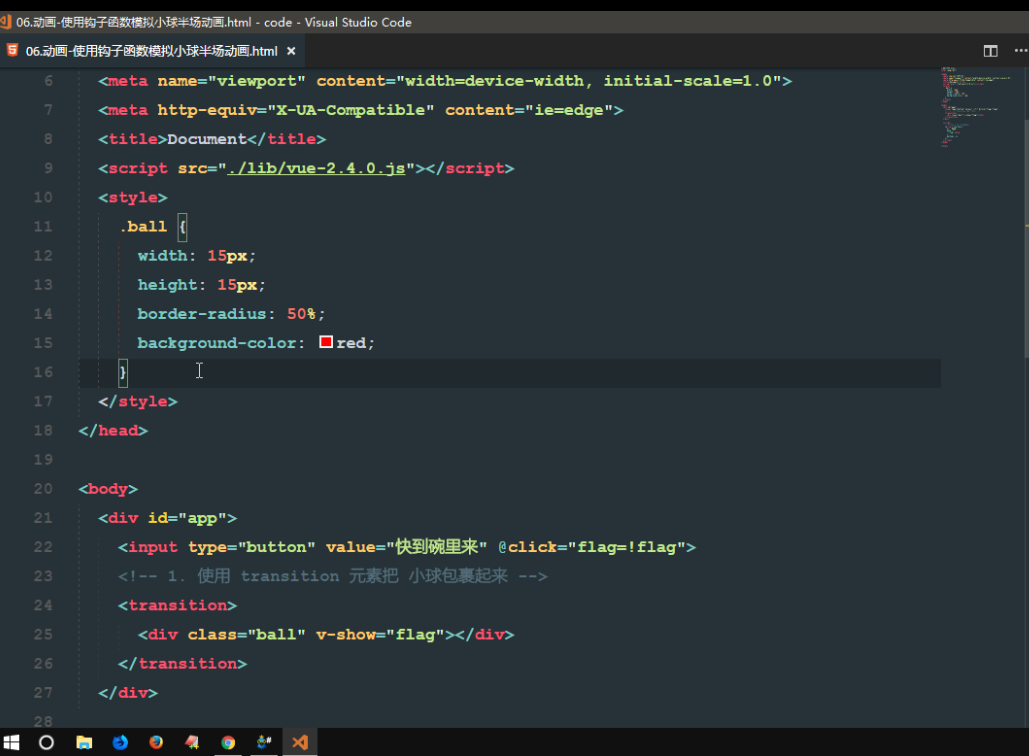 06.动画-使用钩子函数模拟小球半场动画.html - code - Visual Studio Code
06.动画-使用钩子函数模拟小球半场动画.html ×
6 <meta name="viewport" content="width=device-width, initial-scale=1.0">
7 <meta http-equiv="X-UA-Compatible" content="ie=edge">
8 <title>Document</title>
9 <script src="./lib/vue-2.4.0.js"></script>
10 <style>
11 .ball {
12 width: 15px;
13 height: 15px;
14 border-radius: 50%;
15 background-color: red;
16 }
17 </style>
18 </head>
19
20 <body>
21 <div id="app">
22 <input type="button" value="快到碗里来" @click="flag=!flag">
23 <!-- 1. 使用 transition 元素把 小球包裹起来 -->
24 <transition>
25 <div class="ball" v-show="flag"></div>
26 </transition>
27 </div>
28